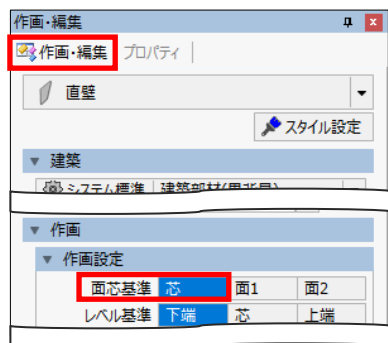 作画・編集
作画・編集 プロパティ
直壁
スタイル設定
建築
システム標準
作画
作画設定
面芯基準 芯 面1 面2
レベル基準 下端 芯 上端